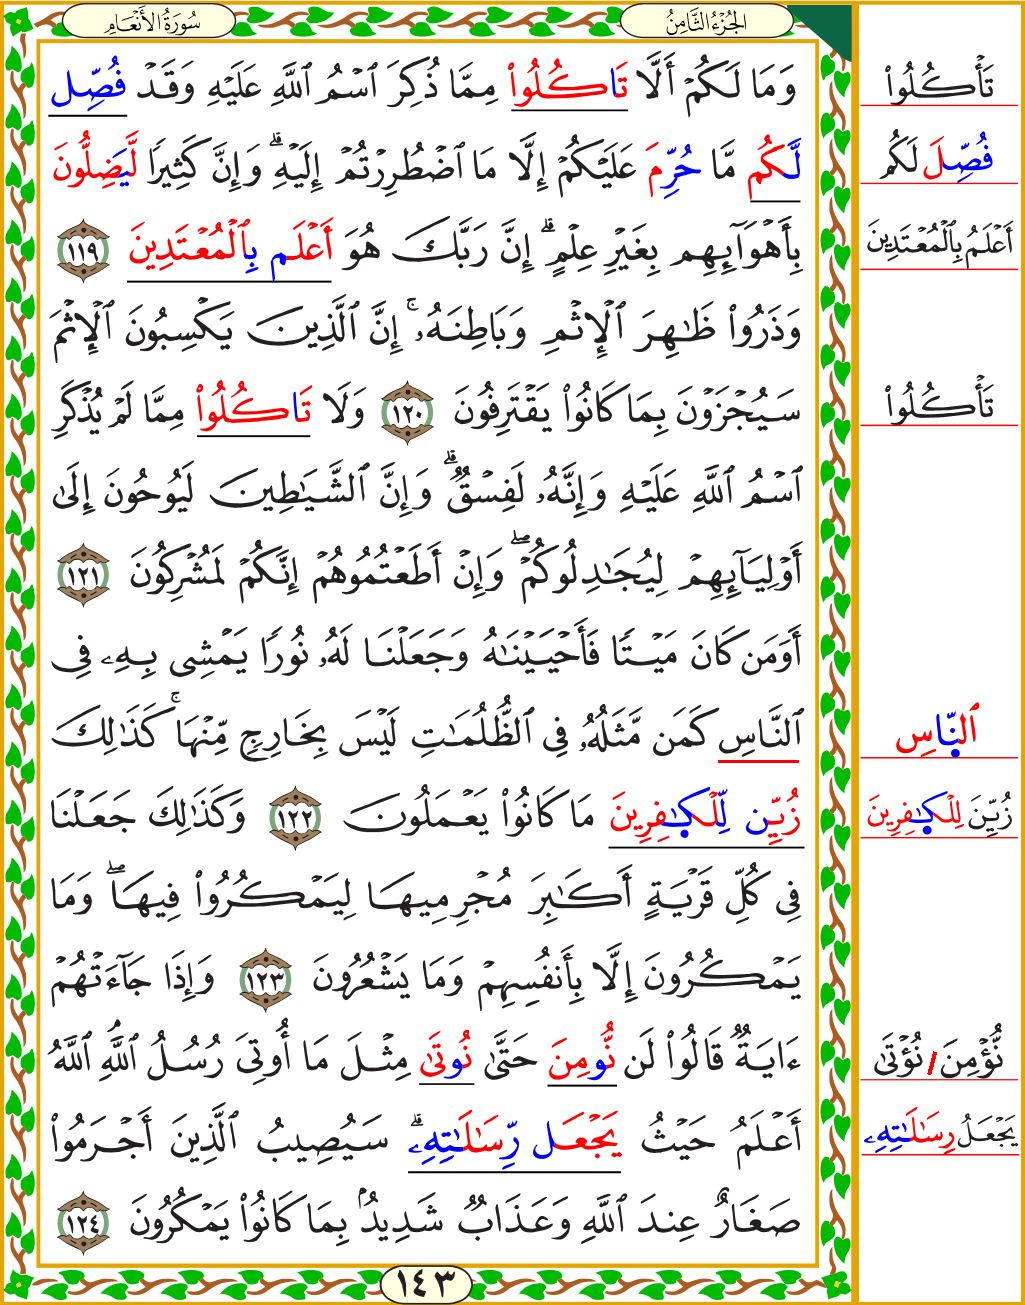 الجُزْءُ الثَّامِنُ
سُورَةُ الأَنْعَامِ
وَمَا لَكُمْ أَلَّا تَاكُلُواْ مِمَّا ذُكِرَ ٱسْمُ ٱللَّهِ عَلَيْهِ وَقَدْ فُصِّل
لَّكُم مَّا حُرِّمَ عَلَيْكُمْ إِلَّا مَا ٱضْطُرِرْتُمْ إِلَيْهِۗ وَإِنَّ كَثِيرًا لَّيَضِلُّونَ
بِأَهْوَآئِهِم بِغَيْرِ عِلْمٍۗ إِنَّ رَبَّكَ هُوَ أَعْلَم بِٱلْمُعْتَدِينَ ١١٩
وَذَرُواْ ظَٰهِرَ ٱلْإِثْمِ وَبَاطِنَهُۥٓۚ إِنَّ ٱلَّذِينَ يَكْسِبُونَ ٱلْإِثْمَ
سَيُجْزَوْنَ بِمَا كَانُواْ يَقْتَرِفُونَ ١٢٠ وَلَا تَاكُلُواْ مِمَّا لَمْ يُذْكَرِ
ٱسْمُ ٱللَّهِ عَلَيْهِ وَإِنَّهُۥ لَفِسْقٌۗ وَإِنَّ ٱلشَّيَٰطِينَ لَيُوحُونَ إِلَىٰٓ
أَوْلِيَآئِهِمْ لِيُجَٰدِلُوكُمْۖ وَإِنْ أَطَعْتُمُوهُمْ إِنَّكُمْ لَمُشْرِكُونَ ١٢١
أَوَمَن كَانَ مَيْتًا فَأَحْيَيْنَٰهُ وَجَعَلْنَا لَهُۥ نُورًا يَمْشِى بِهِۦ فِى
ٱلنَّاسِ كَمَن مَّثَلُهُۥ فِى ٱلظُّلُمَٰتِ لَيْسَ بِخَارِجٍ مِّنْهَاۚ كَذَٰلِكَ
زُيِّن لِّلْكَٰفِرِينَ مَا كَانُواْ يَعْمَلُونَ ١٢٢ وَكَذَٰلِكَ جَعَلْنَا
فِى كُلِّ قَرْيَةٍ أَكَٰبِرَ مُجْرِمِيهَا لِيَمْكُرُواْ فِيهَاۖ وَمَا
يَمْكُرُونَ إِلَّا بِأَنفُسِهِمْ وَمَا يَشْعُرُونَ ١٢٣ وَإِذَا جَآءَتْهُمْ
ءَايَةٌ قَالُواْ لَن نُّومِنَ حَتَّىٰ نُوتَىٰ مِثْلَ مَآ أُوتِىَ رُسُلُ ٱللَّهِۘ ٱللَّهُ
أَعْلَمُ حَيْثُ يَجْعَل رِّسَالَٰتِهِۦۗ سَيُصِيبُ ٱلَّذِينَ أَجْرَمُواْ
صَغَارٌ عِندَ ٱللَّهِ وَعَذَابٌ شَدِيدٌۢ بِمَا كَانُواْ يَمْكُرُونَ ١٢٤
١٤٣
تَأْكُلُواْ
فُصِّلَ لَكُم
أَعْلَمُ بِٱلْمُعْتَدِينَ
تَأْكُلُواْ
ٱلنَّاسِ
زُيِّنَ لِلْكَٰفِرِينَ
نُّؤْمِنَ / نُؤْتَىٰ
يَجْعَلُ رِسَالَٰتِهِۦ